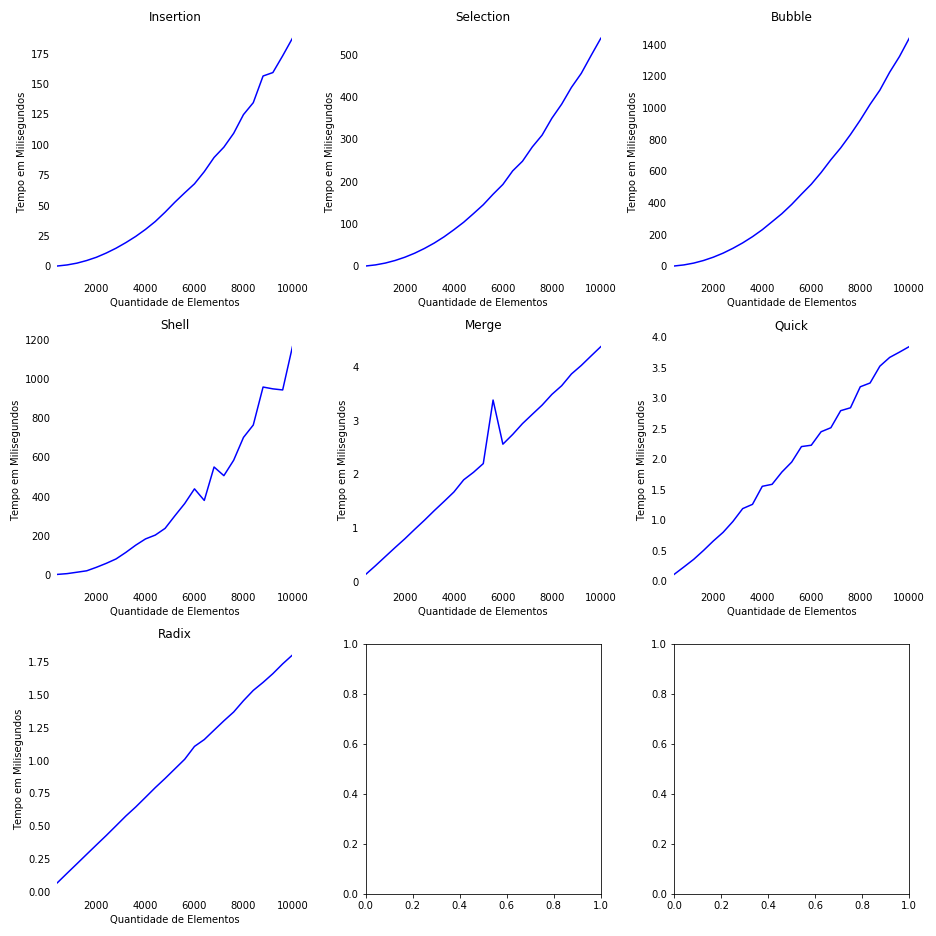 Insertion
Tempo em Milisegundos
175
150
125
100
75
50
25
0
2000 4000 6000 8000 10000
Quantidade de Elementos
Selection
Tempo em Milisegundos
500
400
300
200
100
0
2000 4000 6000 8000 10000
Quantidade de Elementos
Bubble
Tempo em Milisegundos
1400
1200
1000
800
600
400
200
0
2000 4000 6000 8000 10000
Quantidade de Elementos
Shell
Tempo em Milisegundos
1200
1000
800
600
400
200
0
2000 4000 6000 8000 10000
Quantidade de Elementos
Merge
Tempo em Milisegundos
4
3
2
1
0
2000 4000 6000 8000 10000
Quantidade de Elementos
Quick
Tempo em Milisegundos
4.0
3.5
3.0
2.5
2.0
1.5
1.0
0.5
0.0
2000 4000 6000 8000 10000
Quantidade de Elementos
Radix
Tempo em Milisegundos
1.75
1.50
1.25
1.00
0.75
0.50
0.25
0.00
2000 4000 6000 8000 10000
Quantidade de Elementos
1.0
0.8
0.6
0.4
0.2
0.0
0.0 0.2 0.4 0.6 0.8 1.0
1.0
0.8
0.6
0.4
0.2
0.0
0.0 0.2 0.4 0.6 0.8 1.0